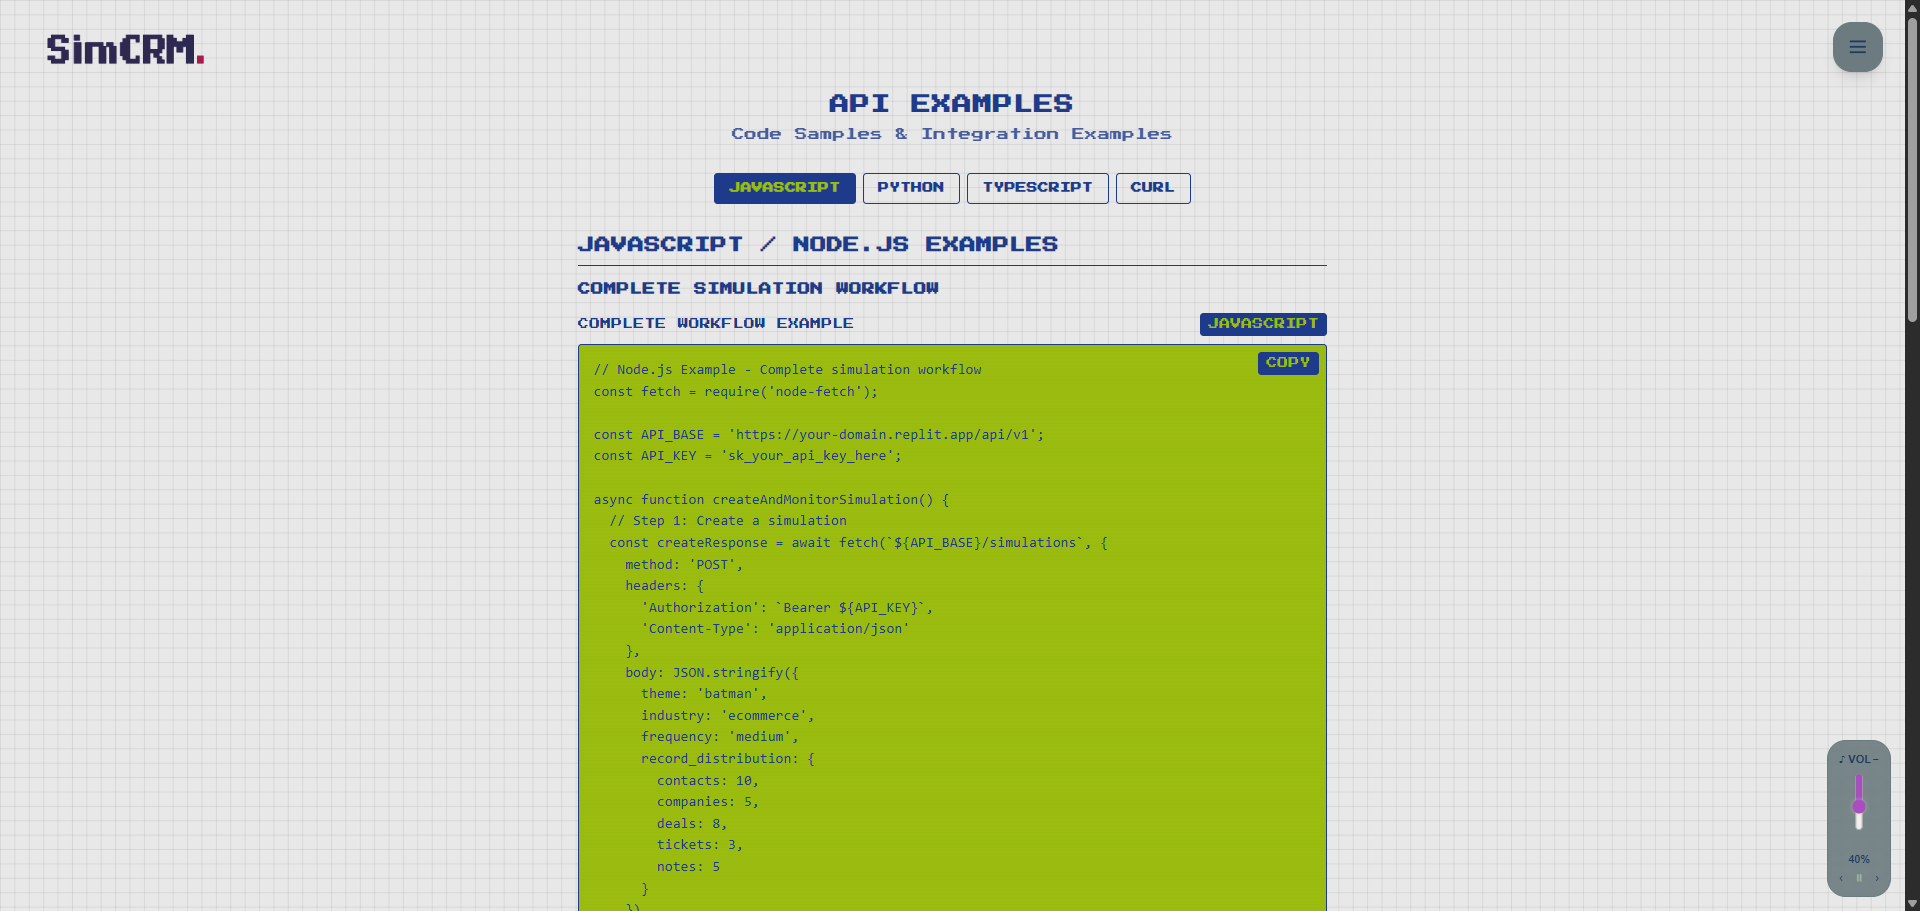 SimCRM.
API EXAMPLES
Code Samples & Integration Examples
JAVASCRIPT
PYTHON
TYPESCRIPT
CURL
JAVASCRIPT / NODE.JS EXAMPLES
COMPLETE SIMULATION WORKFLOW
COMPLETE WORKFLOW EXAMPLE
JAVASCRIPT
COPY
// Node.js Example - Complete simulation workflow
const fetch = require('node-fetch');
const API_BASE = 'https://your-domain.replit.app/api/v1';
const API_KEY = 'sk_your_api_key_here';
async function createAndMonitorSimulation() {
// Step 1: Create a simulation
const createResponse = await fetch(`${API_BASE}/simulations`, {
method: 'POST',
headers: {
'Authorization': `Bearer ${API_KEY}`,
'Content-Type': 'application/json'
},
body: JSON.stringify({
theme: 'batman',
industry: 'ecommerce',
frequency: 'medium',
record_distribution: {
contacts: 10,
companies: 5,
deals: 8,
tickets: 3,
notes: 5
}
})
♪ VOL −
40%